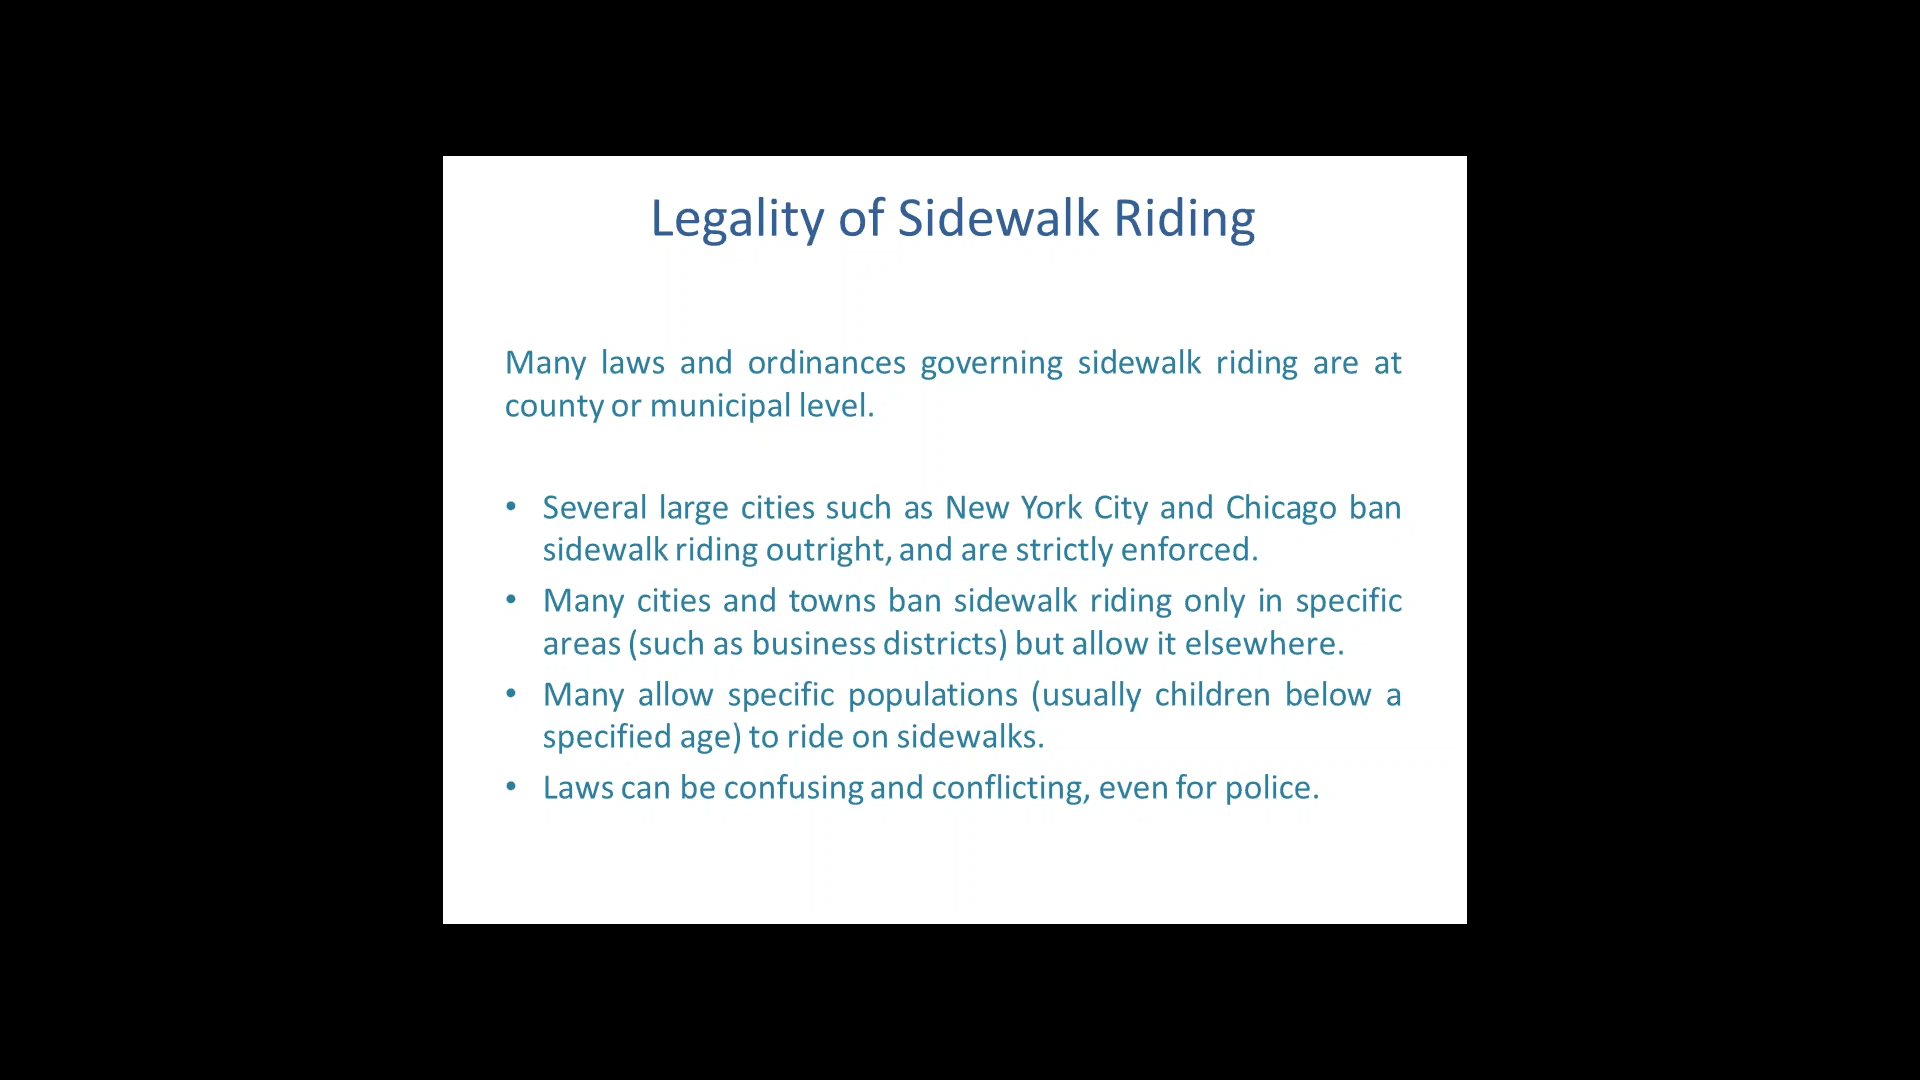 Legality of Sidewalk Riding
Many laws and ordinances governing sidewalk riding are at
county or municipal level.
• Several large cities such as New York City and Chicago ban
sidewalk riding outright, and are strictly enforced.
• Many cities and towns ban sidewalk riding only in specific
areas (such as business districts) but allow it elsewhere.
• Many allow specific populations (usually children below a
specified age) to ride on sidewalks.
• Laws can be confusing and conflicting, even for police.